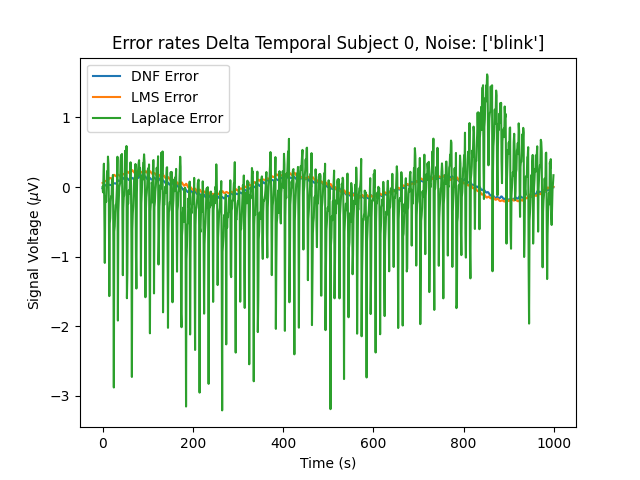 Error rates Delta Temporal Subject 0, Noise: ['blink']
DNF Error
LMS Error
Laplace Error
Signal Voltage (μV)
1
0
−1
−2
−3
0 200 400 600 800 1000
Time (s)